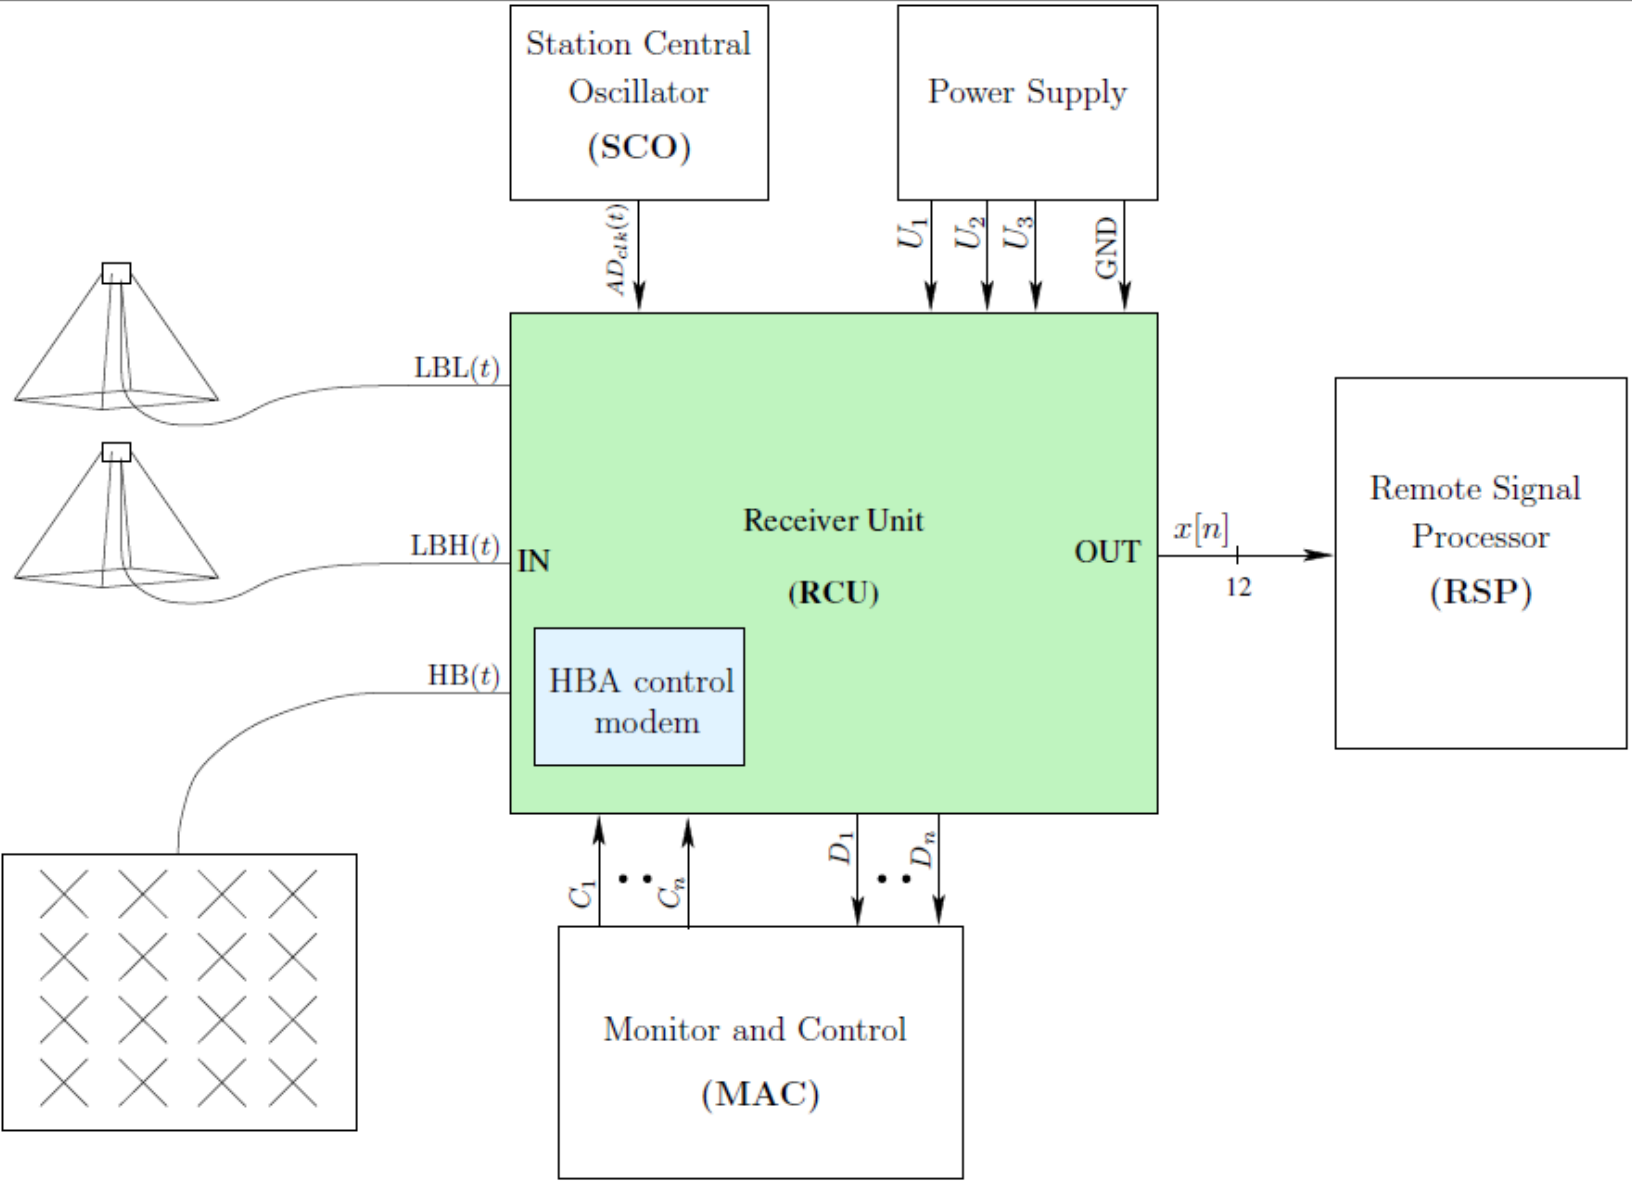 Station Central
Oscillator
(SCO)
Power Supply
AD_clk(t)
U_1
U_2
U_3
GND
LBL(t)
LBH(t)
HB(t)
IN
Receiver Unit
(RCU)
OUT
HBA control
modem
x[n]
12
Remote Signal
Processor
(RSP)
C_1
C_n
D_1
D_n
Monitor and Control
(MAC)